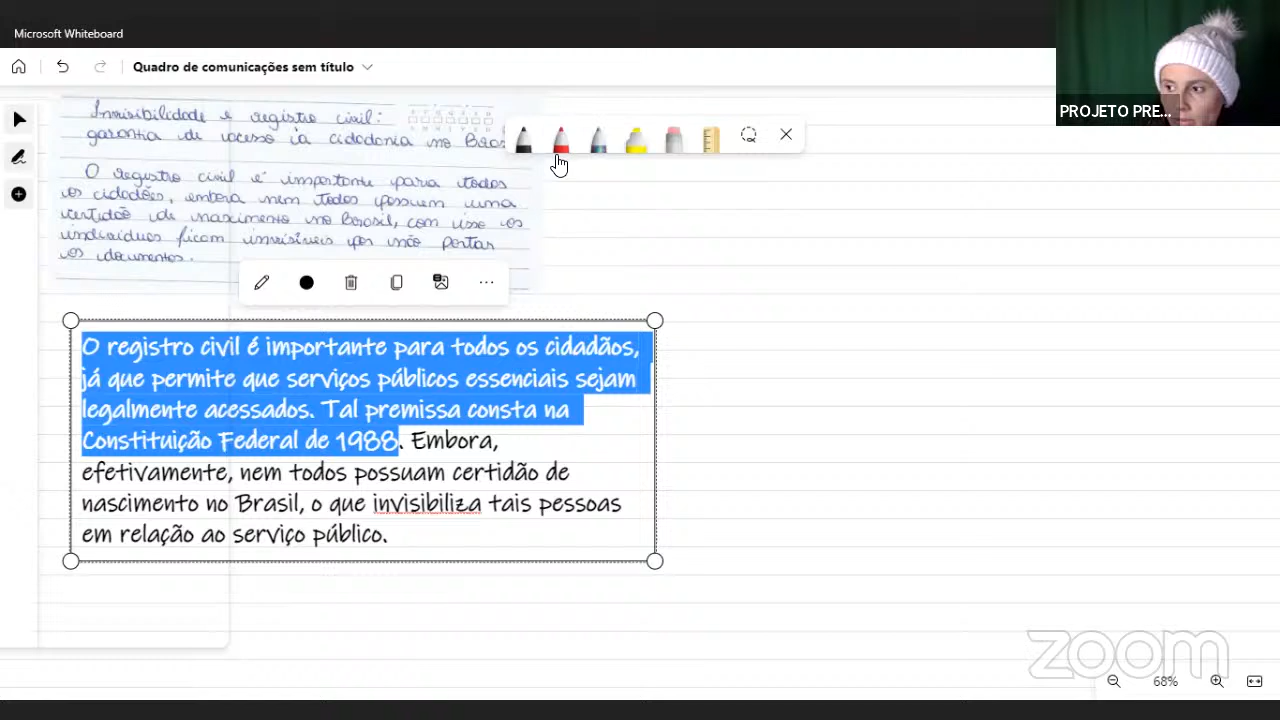 Microsoft Whiteboard
Quadro de comunicações sem título
PROJETO PRE...
Invisibilidade e registro civil:
garantia de acesso à cidadania no Bras
O registro civil é importante para todos
os cidadões, embora nem todos possuem uma
certidão de nascimento no Brasil, com isso os
indivíduos ficam invisíveis por não portar
os documentos.
O registro civil é importante para todos os cidadãos,
já que permite que serviços públicos essenciais sejam
legalmente acessados. Tal premissa consta na
Constituição Federal de 1988. Embora,
efetivamente, nem todos possuam certidão de
nascimento no Brasil, o que invisibiliza tais pessoas
em relação ao serviço público.
zoom
68%